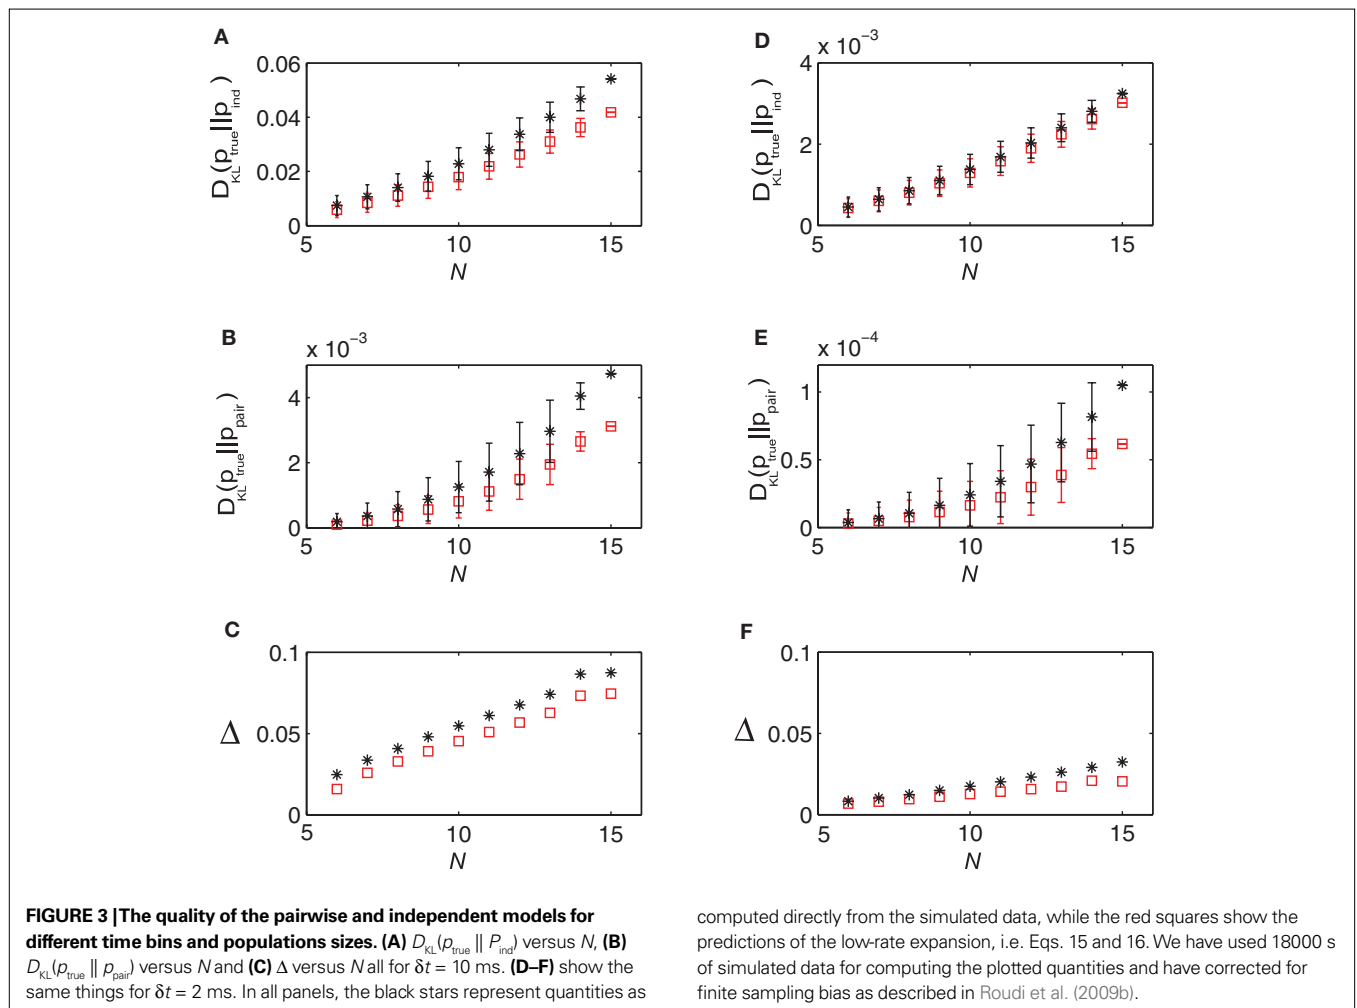 A
0.06
0.04
0.02
0
D_KL(p_true||p_ind)
5
10
15
N
D
x 10^−3
4
2
0
D_KL(p_true||p_ind)
5
10
15
N
B
x 10^−3
4
2
0
D_KL(p_true||p_pair)
5
10
15
N
E
x 10^−4
1
0.5
0
D_KL(p_true||p_pair)
5
10
15
N
C
0.1
0.05
0
Δ
5
10
15
N
F
0.1
0.05
0
Δ
5
10
15
N
FIGURE 3 | The quality of the pairwise and independent models for
different time bins and populations sizes. (A) D_KL(p_true || P_ind) versus N, (B)
D_KL(p_true || p_pair) versus N and (C) Δ versus N all for δt = 10 ms. (D–F) show the
same things for δt = 2 ms. In all panels, the black stars represent quantities as
computed directly from the simulated data, while the red squares show the
predictions of the low-rate expansion, i.e. Eqs. 15 and 16. We have used 18000 s
of simulated data for computing the plotted quantities and have corrected for
finite sampling bias as described in Roudi et al. (2009b).